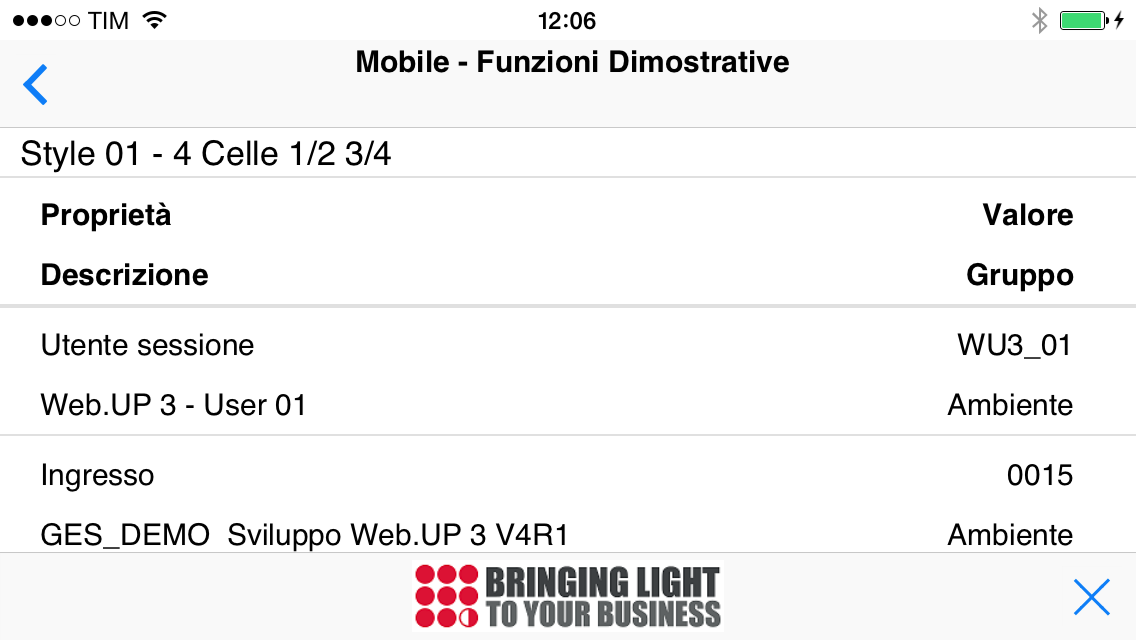 TIM 12:06
Mobile - Funzioni Dimostrative
Style 01 - 4 Celle 1/2 3/4
Proprietà Valore
Descrizione Gruppo
Utente sessione WU3_01
Web.UP 3 - User 01 Ambiente
Ingresso 0015
GES_DEMO  Sviluppo Web.UP 3 V4R1 Ambiente
BRINGING LIGHT
TO YOUR BUSINESS